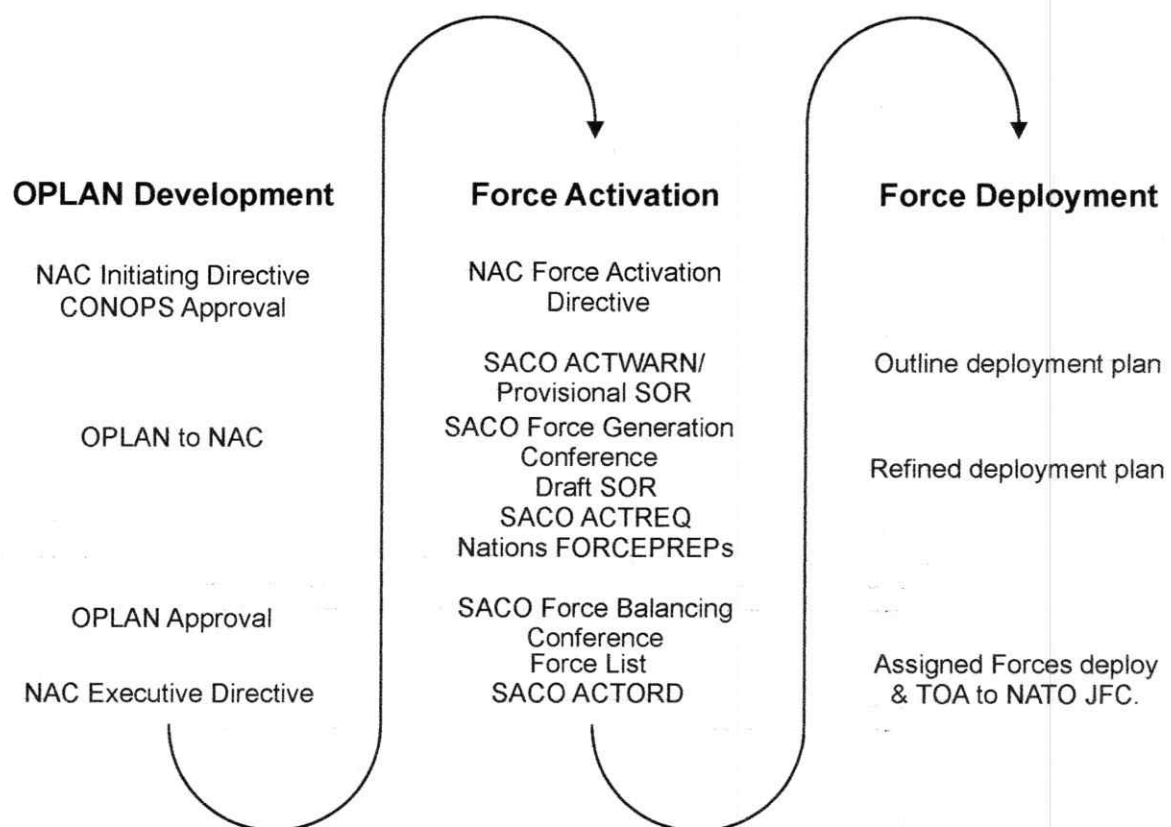 OPLAN Development
NAC Initiating Directive
CONOPS Approval
OPLAN to NAC
OPLAN Approval
NAC Executive Directive
Force Activation
NAC Force Activation
Directive
SACO ACTWARN/
Provisional SOR
SACO Force Generation
Conference
Draft SOR
SACO ACTREQ
Nations FORCEPREPs
SACO Force Balancing
Conference
Force List
SACO ACTORD
Force Deployment
Outline deployment plan
Refined deployment plan
Assigned Forces deploy
& TOA to NATO JFC.